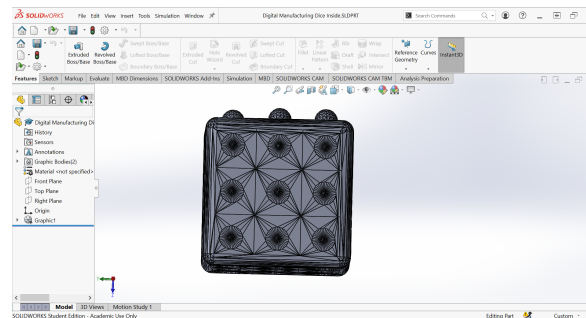 SOLIDWORKS File Edit View Insert Tools Simulation Window Digital Manufacturing Dice Inside.SLDPRT Search Commands
Extruded Boss/Base
Revolved Boss/Base
Swept Boss/Base
Lofted Boss/Base
Boundary Boss/Base
Extruded Cut
Hole Wizard
Revolved Cut
Swept Cut
Lofted Cut
Boundary Cut
Fillet
Linear Pattern
Rib
Draft
Shell
Wrap
Intersect
Mirror
Reference Geometry
Curves
Instant3D
Features Sketch Markup Evaluate MBD Dimensions SOLIDWORKS Add-Ins Simulation MBD SOLIDWORKS CAM SOLIDWORKS CAM TBM Analysis Preparation
Digital Manufacturing Di
History
Sensors
Annotations
Graphic Bodies(2)
Material <not specified>
Front Plane
Top Plane
Right Plane
Origin
Graphic1
Model 3D Views Motion Study 1
SOLIDWORKS Student Edition - Academic Use Only Editing Part Custom